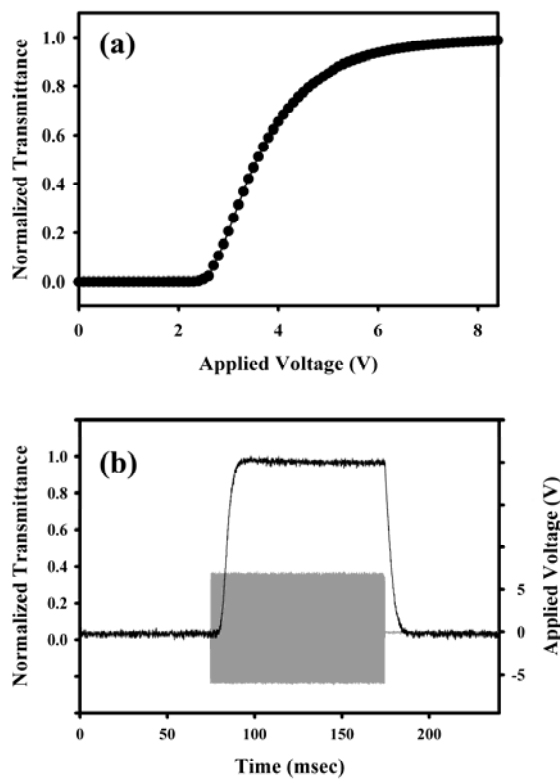 (a)
Normalized Transmittance
1.0
0.8
0.6
0.4
0.2
0.0
0 2 4 6 8
Applied Voltage (V)
(b)
Normalized Transmittance
1.0
0.8
0.6
0.4
0.2
0.0
5
0
-5
Applied Voltage (V)
0 50 100 150 200
Time (msec)